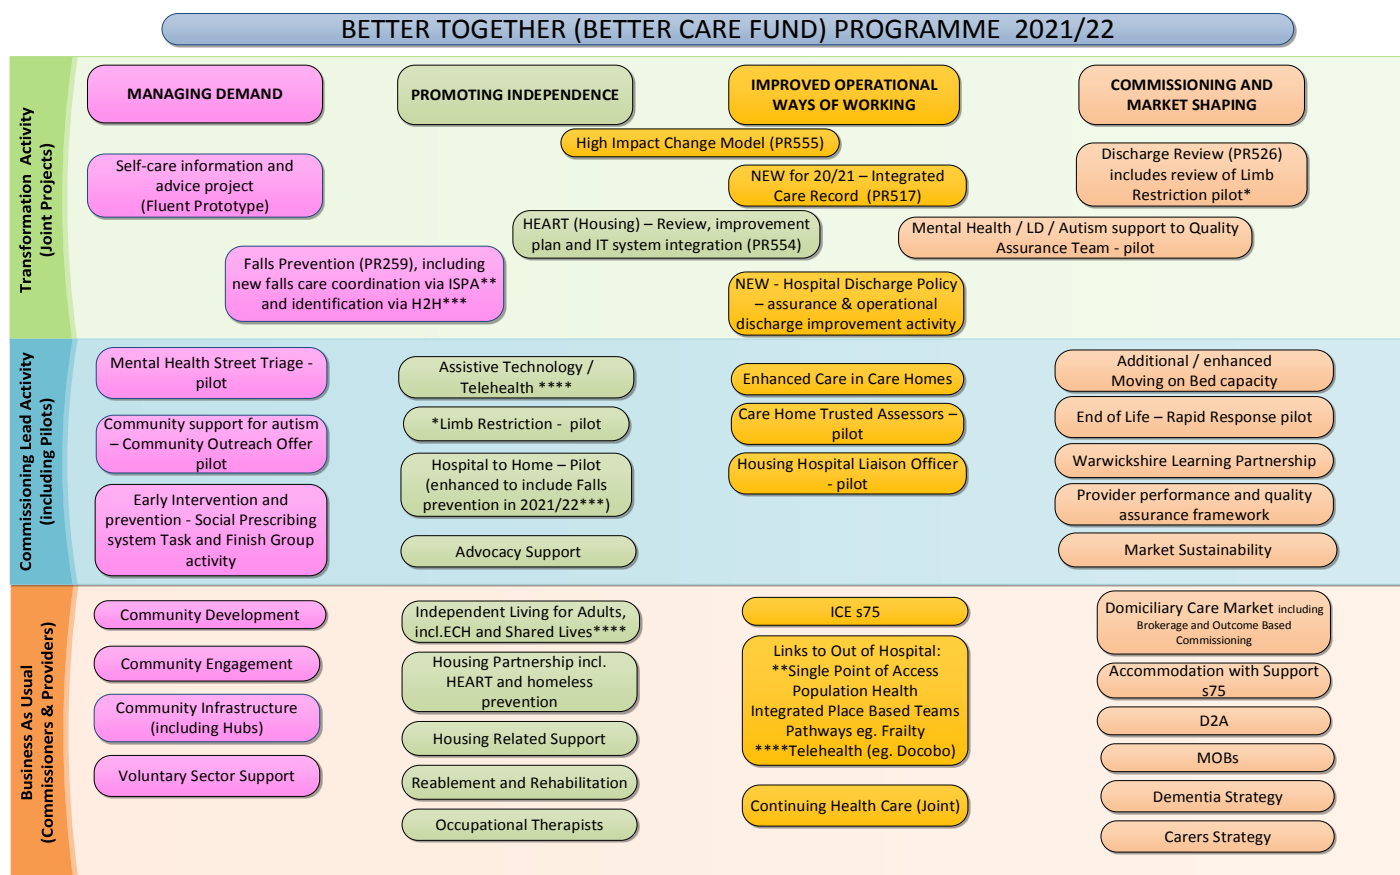 BETTER TOGETHER (BETTER CARE FUND) PROGRAMME  2021/22
Transformation  Activity
(Joint Projects)
MANAGING DEMAND
PROMOTING INDEPENDENCE
IMPROVED OPERATIONAL
WAYS OF WORKING
COMMISSIONING AND
MARKET SHAPING
High Impact Change Model (PR555)
Self-care information and
advice project
(Fluent Prototype)
NEW for 20/21 – Integrated
Care Record  (PR517)
Discharge Review (PR526)
includes review of Limb
Restriction pilot*
HEART (Housing) – Review, improvement
plan and IT system integration (PR554)
Mental Health / LD / Autism support to Quality
Assurance Team - pilot
Falls Prevention (PR259), including
new falls care coordination via ISPA**
and identification via H2H***
NEW - Hospital Discharge Policy
– assurance & operational
discharge improvement activity
Commissioning Lead Activity
(including Pilots)
Mental Health Street Triage -
pilot
Community support for autism
– Community Outreach Offer
pilot
Early Intervention and
prevention - Social Prescribing
system Task and Finish Group
activity
Assistive Technology /
Telehealth ****
*Limb Restriction -  pilot
Hospital to Home – Pilot
(enhanced to include Falls
prevention in 2021/22***)
Advocacy Support
Enhanced Care in Care Homes
Care Home Trusted Assessors –
pilot
Housing Hospital Liaison Officer
- pilot
Additional / enhanced
Moving on Bed capacity
End of Life – Rapid Response pilot
Warwickshire Learning Partnership
Provider performance and quality
assurance framework
Market Sustainability
Business As Usual
(Commissioners & Providers)
Community Development
Community Engagement
Community Infrastructure
(including Hubs)
Voluntary Sector Support
Independent Living for Adults,
incl.ECH and Shared Lives****
Housing Partnership incl.
HEART and homeless
prevention
Housing Related Support
Reablement and Rehabilitation
Occupational Therapists
ICE s75
Links to Out of Hospital:
**Single Point of Access
Population Health
Integrated Place Based Teams
Pathways eg. Frailty
****Telehealth (eg. Docobo)
Continuing Health Care (Joint)
Domiciliary Care Market including
Brokerage and Outcome Based
Commissioning
Accommodation with Support
s75
D2A
MOBs
Dementia Strategy
Carers Strategy